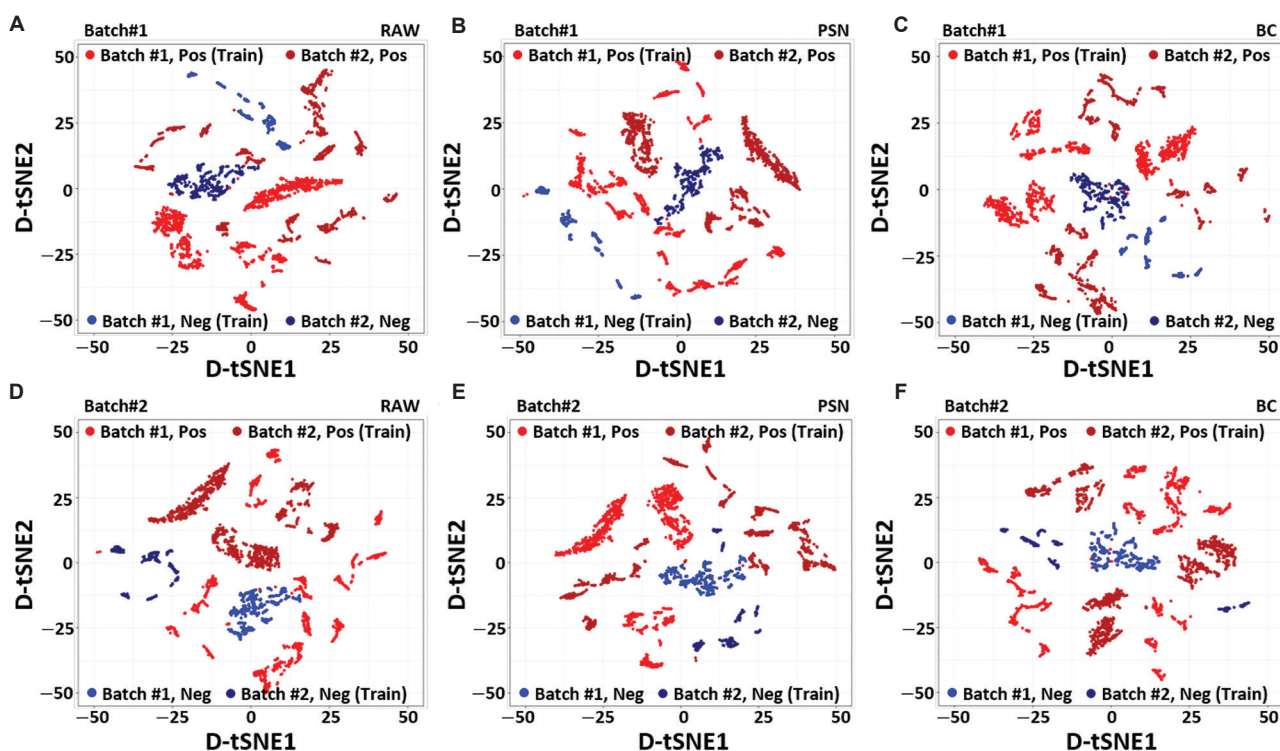 A
Batch#1 RAW
50
Batch #1, Pos (Train) Batch #2, Pos
25
0
−25
Batch #1, Neg (Train) Batch #2, Neg
−50
−50 −25 0 25 50
D-tSNE1
D-tSNE2
B
Batch#1 PSN
50
Batch #1, Pos (Train) Batch #2, Pos
25
0
−25
Batch #1, Neg (Train) Batch #2, Neg
−50
−50 −25 0 25 50
D-tSNE1
D-tSNE2
C
Batch#1 BC
50
Batch #1, Pos (Train) Batch #2, Pos
25
0
−25
Batch #1, Neg (Train) Batch #2, Neg
−50
−50 −25 0 25 50
D-tSNE1
D-tSNE2
D
Batch#2 RAW
50
Batch #1, Pos Batch #2, Pos (Train)
25
0
−25
Batch #1, Neg Batch #2, Neg (Train)
−50
−50 −25 0 25 50
D-tSNE1
D-tSNE2
E
Batch#2 PSN
50
Batch #1, Pos Batch #2, Pos (Train)
25
0
−25
Batch #1, Neg Batch #2, Neg (Train)
−50
−50 −25 0 25 50
D-tSNE1
D-tSNE2
F
Batch#2 BC
50
Batch #1, Pos Batch #2, Pos (Train)
25
0
−25
Batch #1, Neg Batch #2, Neg (Train)
−50
−50 −25 0 25 50
D-tSNE1
D-tSNE2